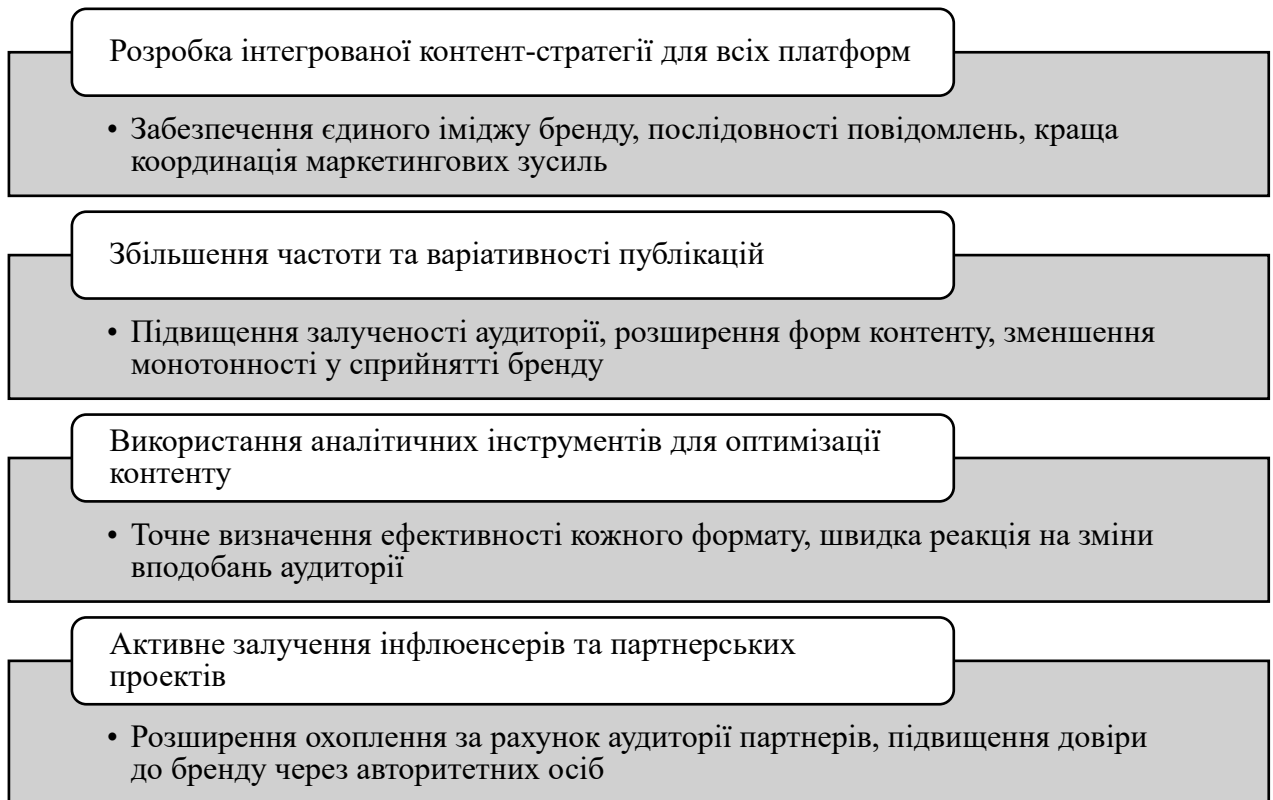 Розробка інтегрованої контент-стратегії для всіх платформ
• Забезпечення єдиного іміджу бренду, послідовності повідомлень, краща
координація маркетингових зусиль
Збільшення частоти та варіативності публікацій
• Підвищення залученості аудиторії, розширення форм контенту, зменшення
монотонності у сприйнятті бренду
Використання аналітичних інструментів для оптимізації
контенту
• Точне визначення ефективності кожного формату, швидка реакція на зміни
вподобань аудиторії
Активне залучення інфлюенсерів та партнерських
проектів
• Розширення охоплення за рахунок аудиторії партнерів, підвищення довіри
до бренду через авторитетних осіб